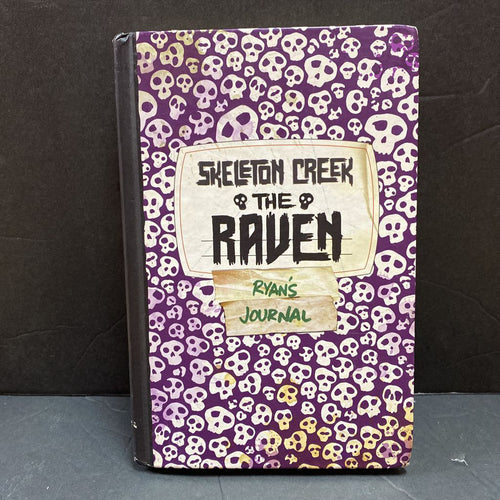 SKELETON CREEK
THE
RAVEN
RYAN'S
JOURNAL